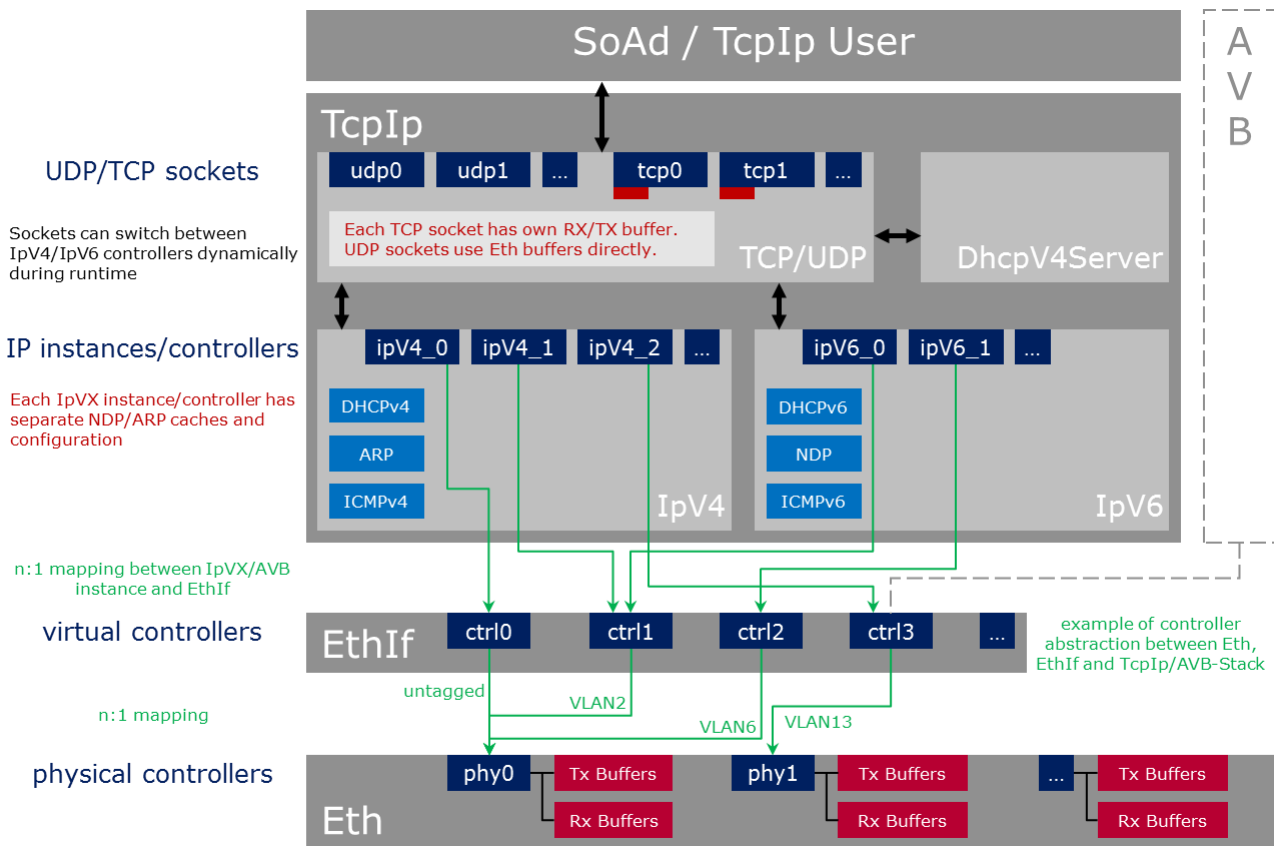 SoAd / TcpIp User
A
V
B
TcpIp
UDP/TCP sockets
udp0
udp1
...
tcp0
tcp1
...
Sockets can switch between
IpV4/IpV6 controllers dynamically
during runtime
Each TCP socket has own RX/TX buffer.
UDP sockets use Eth buffers directly.
TCP/UDP
DhcpV4Server
IP instances/controllers
ipV4_0
ipV4_1
ipV4_2
...
ipV6_0
ipV6_1
...
Each IpVX instance/controller has
separate NDP/ARP caches and
configuration
DHCPv4
ARP
ICMPv4
IpV4
DHCPv6
NDP
ICMPv6
IpV6
n:1 mapping between IpVX/AVB
instance and EthIf
virtual controllers
EthIf
ctrl0
ctrl1
ctrl2
ctrl3
...
example of controller
abstraction between Eth,
EthIf and TcpIp/AVB-Stack
untagged
VLAN2
VLAN6
VLAN13
n:1 mapping
physical controllers
Eth
phy0
Tx Buffers
Rx Buffers
phy1
Tx Buffers
Rx Buffers
...
Tx Buffers
Rx Buffers